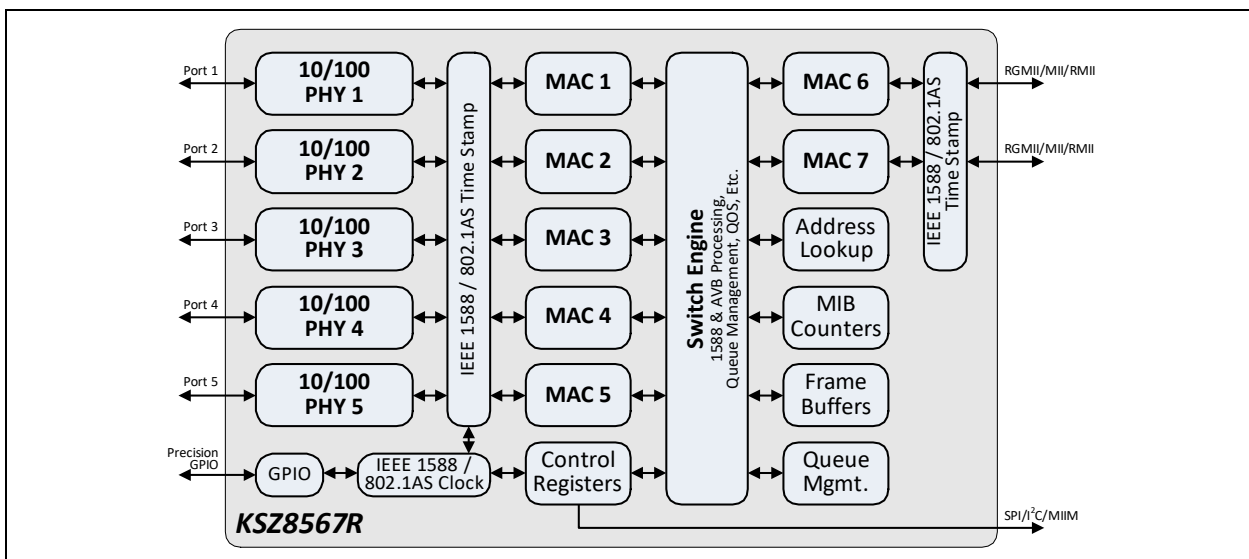 Port 1
10/100
PHY 1
MAC 1
MAC 6
RGMII/MII/RMII
Port 2
10/100
PHY 2
MAC 2
MAC 7
RGMII/MII/RMII
Port 3
10/100
PHY 3
MAC 3
Address
Lookup
Port 4
10/100
PHY 4
MAC 4
MIB
Counters
Port 5
10/100
PHY 5
MAC 5
Frame
Buffers
IEEE 1588 / 802.1AS Time Stamp
Switch Engine
1588 & AVB Processing,
Queue Management, QOS, Etc.
IEEE 1588 / 802.1AS
Time Stamp
Precision
GPIO
GPIO
IEEE 1588 /
802.1AS Clock
Control
Registers
Queue
Mgmt.
KSZ8567R
SPI/I²C/MIIM